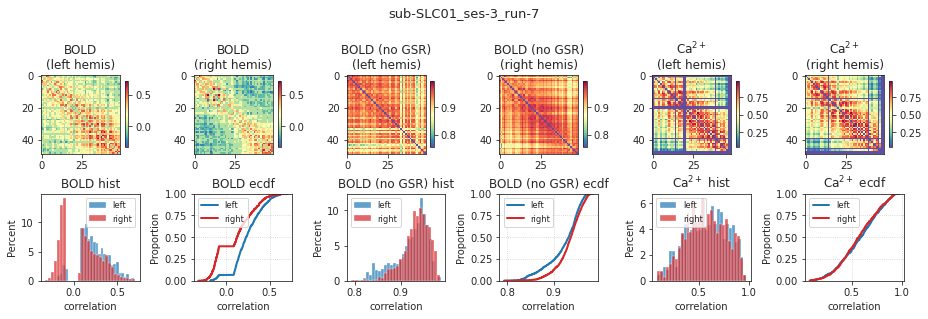 sub-SLC01_ses-3_run-7
BOLD
(left hemis)
BOLD
(right hemis)
BOLD (no GSR)
(left hemis)
BOLD (no GSR)
(right hemis)
Ca2+
(left hemis)
Ca2+
(right hemis)
0
20
40
0
25
0.5
0.0
0
20
40
0
25
0.5
0.0
0
20
40
0
25
0.9
0.8
0
20
40
0
25
0.9
0.8
0
20
40
0
25
0.75
0.50
0.25
0
20
40
0
25
0.75
0.50
0.25
BOLD hist
Percent
10
5
0
0.0
0.5
correlation
left
right
BOLD ecdf
Proportion
1.00
0.75
0.50
0.25
0.00
0.0
0.5
correlation
left
right
BOLD (no GSR) hist
Percent
10
5
0
0.8
0.9
correlation
left
right
BOLD (no GSR) ecdf
Proportion
1.00
0.75
0.50
0.25
0.00
0.8
0.9
correlation
left
right
Ca2+ hist
Percent
6
4
2
0
0.5
1.0
correlation
left
right
Ca2+ ecdf
Proportion
1.00
0.75
0.50
0.25
0.00
0.5
1.0
correlation
left
right